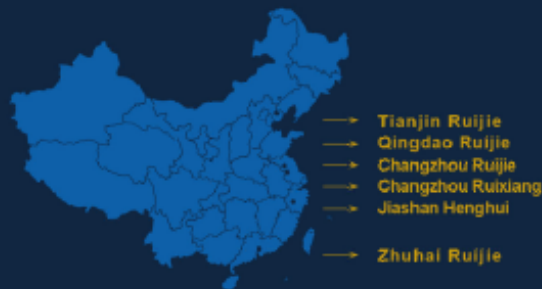 Tianjin Ruijie
Qingdao Ruijie
Changzhou Ruijie
Changzhou Ruixiang
Jiashan Henghui
Zhuhai Ruijie